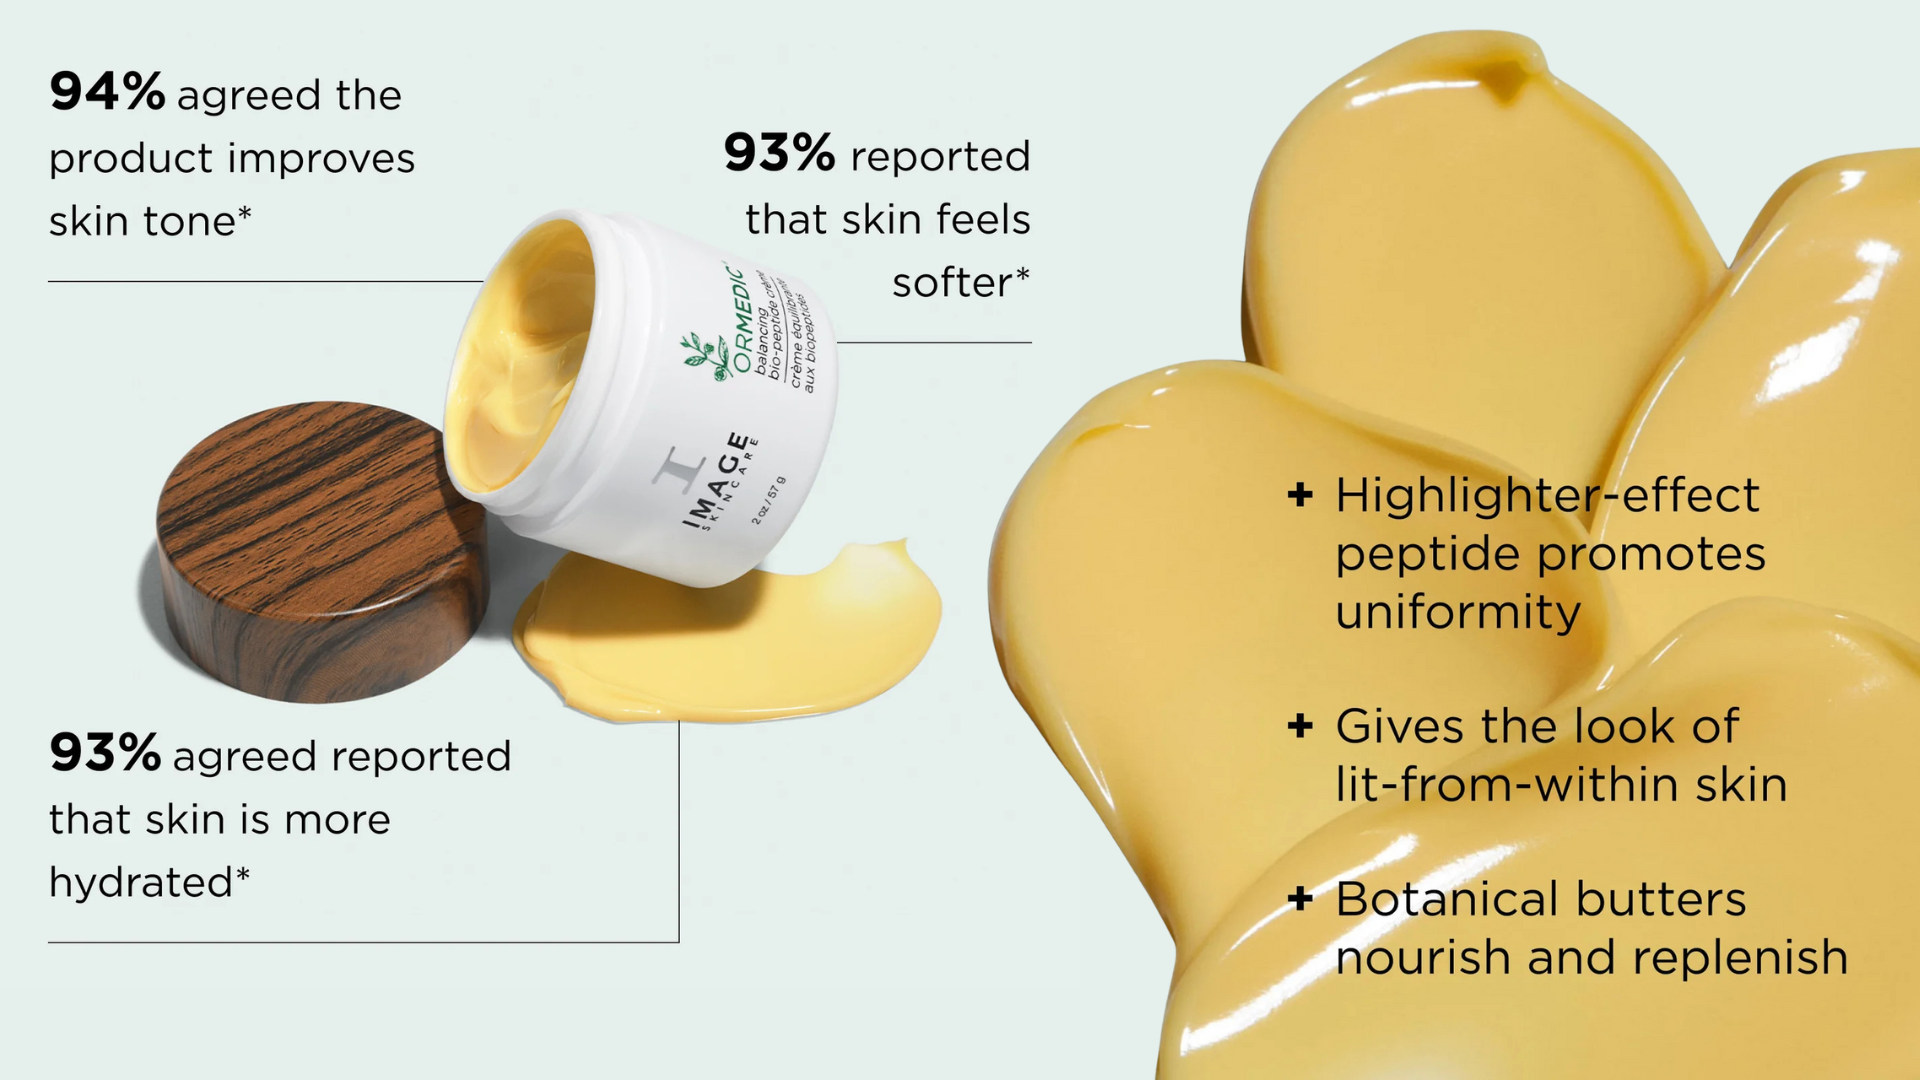 94% agreed the
product improves
skin tone*
93% reported
that skin feels
softer*
ORMEDIC
balancing
bio-peptide crème
crème équilibrante
aux biopeptides
I
IMAGE
SKINCARE
2 oz / 57 g
93% agreed reported
that skin is more
hydrated*
+ Highlighter-effect
peptide promotes
uniformity
+ Gives the look of
lit-from-within skin
+ Botanical butters
nourish and replenish